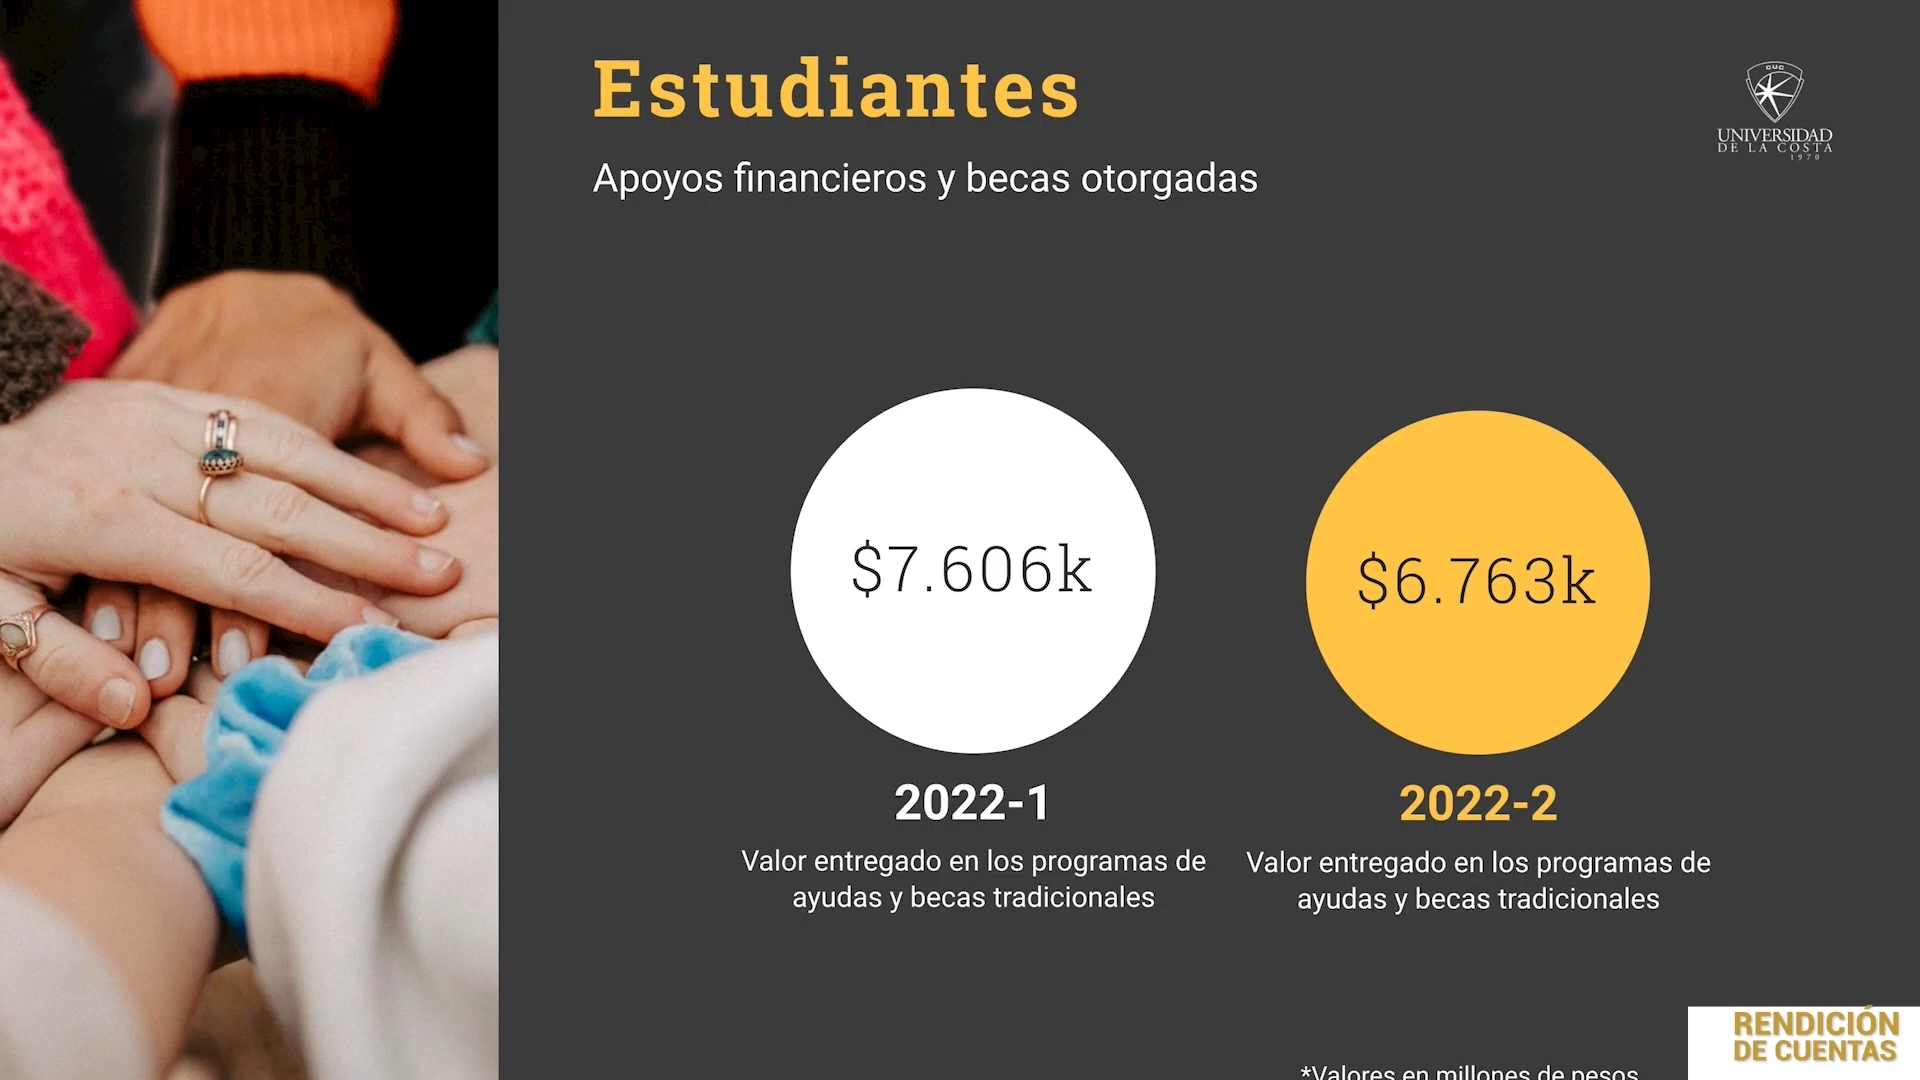 Estudiantes
Apoyos financieros y becas otorgadas
CUC
UNIVERSIDAD
DE LA COSTA
1970
$7.606k
$6.763k
2022-1
Valor entregado en los programas de
ayudas y becas tradicionales
2022-2
Valor entregado en los programas de
ayudas y becas tradicionales
RENDICIÓN
DE CUENTAS
*Valores en millones de pesos